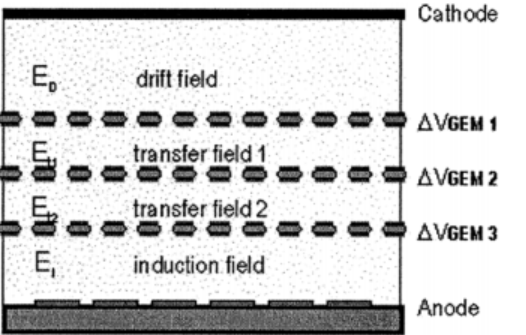 Cathode
E_D drift field
ΔVGEM 1
E_t1 transfer field 1
ΔVGEM 2
E_t2 transfer field 2
ΔVGEM 3
E_I induction field
Anode